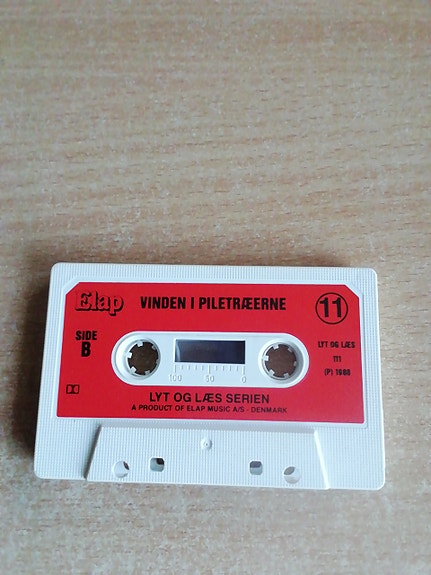 Elap VINDEN I PILETRÆERNE 11
SIDE
B
LYT OG LÆS
111
(P) 1988
100 50 0
LYT OG LÆS SERIEN
A PRODUCT OF ELAP MUSIC A/S - DENMARK